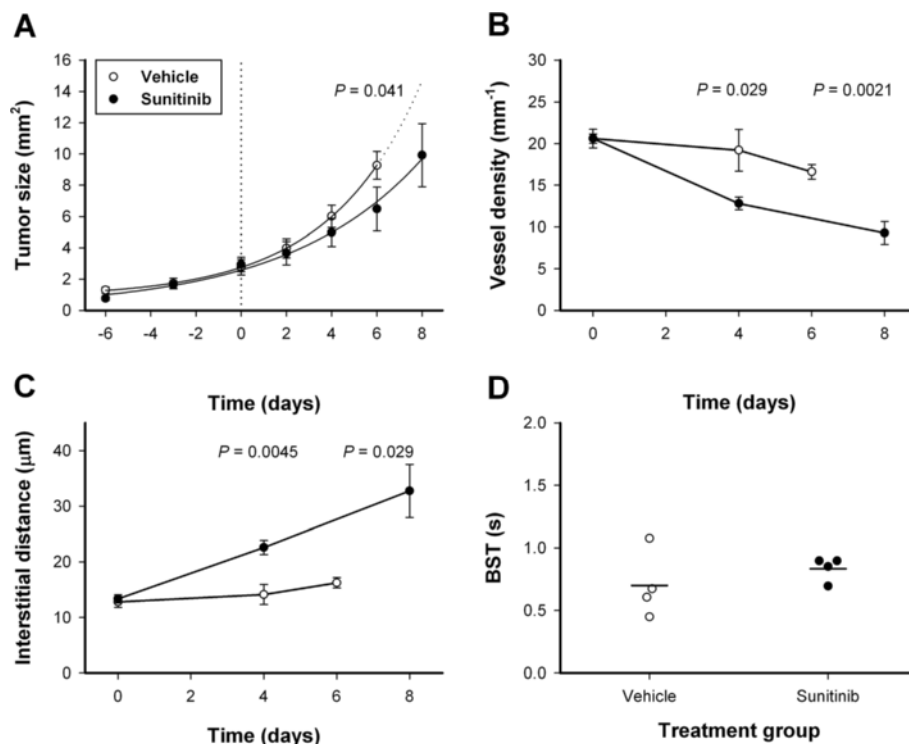 A
Tumor size (mm²)
16
14
12
10
8
6
4
2
0
Vehicle
Sunitinib
P = 0.041
-6 -4 -2 0 2 4 6 8
Time (days)
B
Vessel density (mm⁻¹)
30
25
20
15
10
5
0
P = 0.029 P = 0.0021
0 2 4 6 8
Time (days)
C
Interstitial distance (μm)
40
30
20
10
0
P = 0.0045 P = 0.029
0 2 4 6 8
Time (days)
D
BST (s)
2.0
1.5
1.0
0.5
0.0
Vehicle Sunitinib
Treatment group